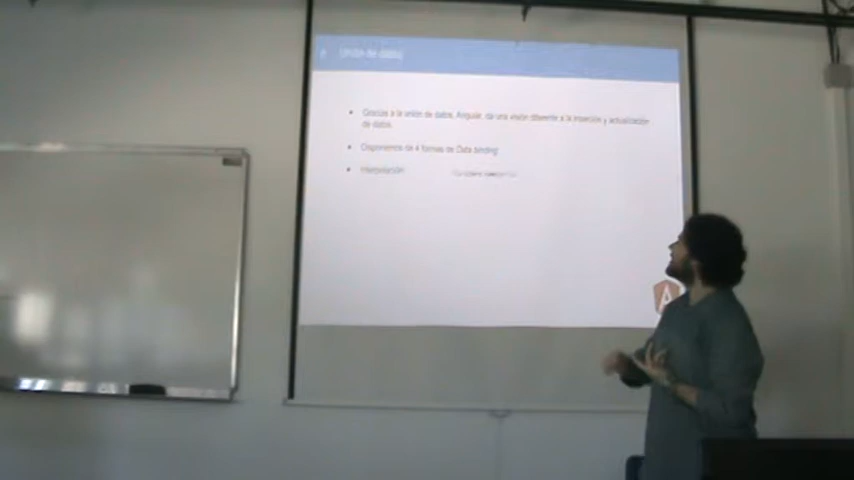 Unión de datos
Gracias a la unión de datos, Angular, da una visión diferente a la inserción y actualización
de datos.
Disponemos de 4 formas de Data binding
Interpolación
A